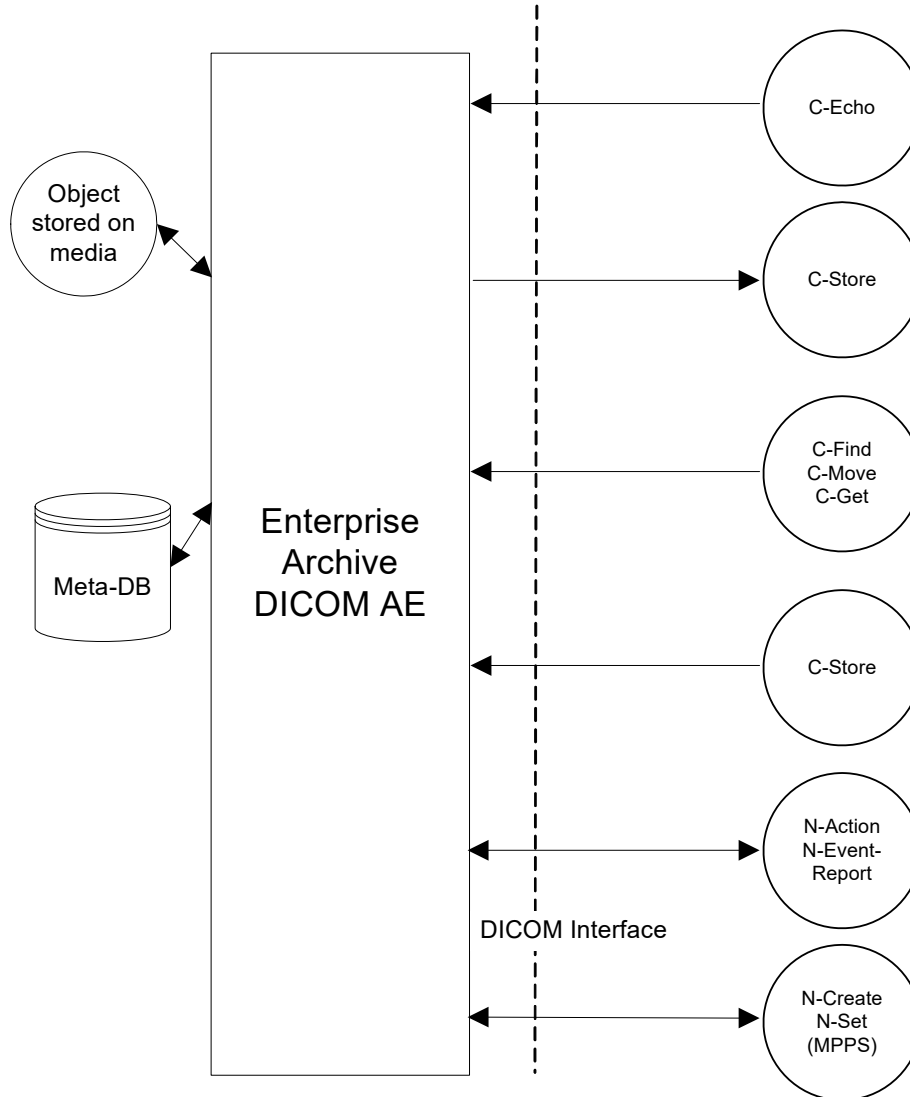 C-Echo
Object
stored on
media
C-Store
C-Find
C-Move
C-Get
Enterprise
Archive
DICOM AE
Meta-DB
C-Store
N-Action
N-Event-
Report
DICOM Interface
N-Create
N-Set
(MPPS)